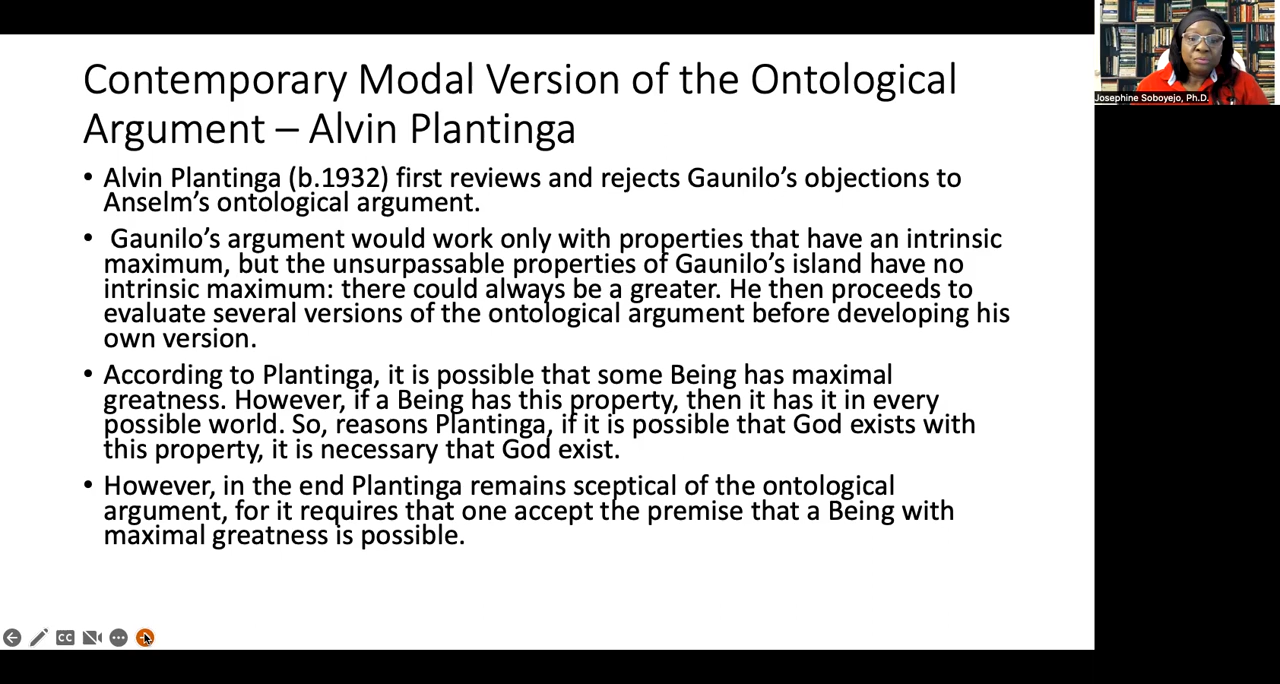 Contemporary Modal Version of the Ontological
Argument – Alvin Plantinga
• Alvin Plantinga (b.1932) first reviews and rejects Gaunilo's objections to
Anselm's ontological argument.
• Gaunilo's argument would work only with properties that have an intrinsic
maximum, but the unsurpassable properties of Gaunilo's island have no
intrinsic maximum: there could always be a greater. He then proceeds to
evaluate several versions of the ontological argument before developing his
own version.
• According to Plantinga, it is possible that some Being has maximal
greatness. However, if a Being has this property, then it has it in every
possible world. So, reasons Plantinga, if it is possible that God exists with
this property, it is necessary that God exist.
• However, in the end Plantinga remains sceptical of the ontological
argument, for it requires that one accept the premise that a Being with
maximal greatness is possible.
CC
Josephine Soboyejo, Ph.D.